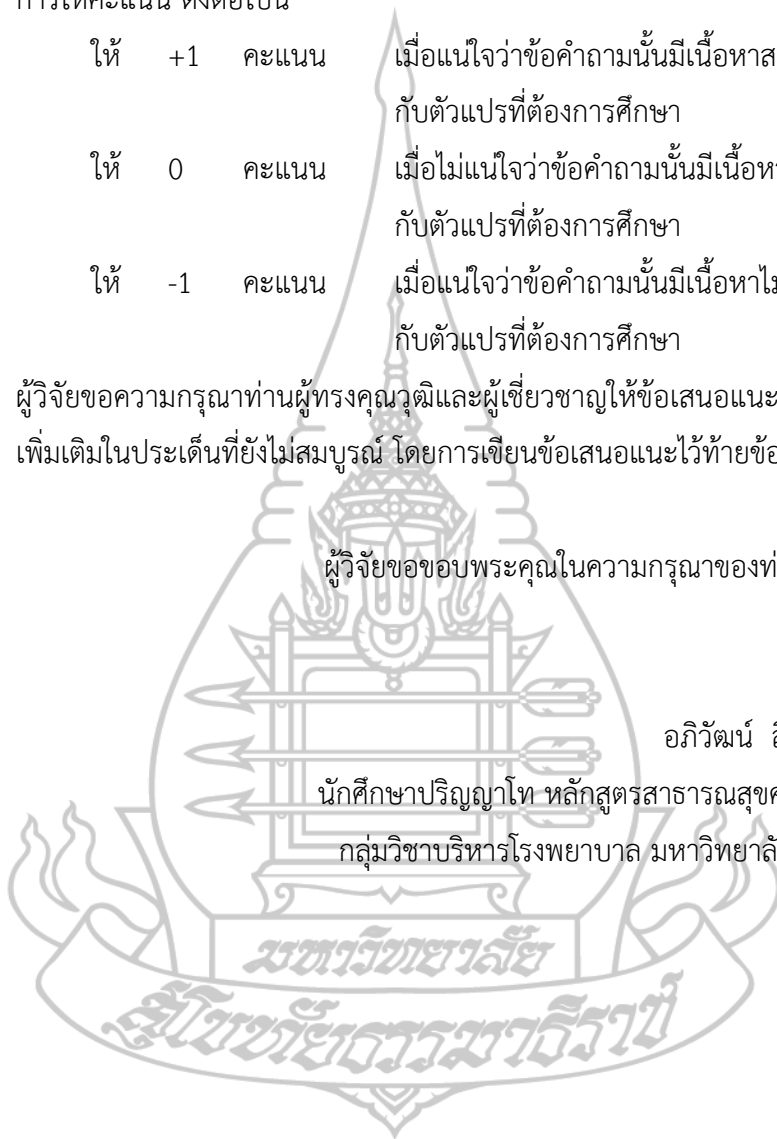 การให้คะแนน ดังต่อไปนี้
ให้ +1 คะแนน เมื่อแน่ใจว่าข้อคำถามนั้นมีเนื้อหาส
กับตัวแปรที่ต้องการศึกษา
ให้ 0 คะแนน เมื่อไม่แน่ใจว่าข้อคำถามนั้นมีเนื้อหา
กับตัวแปรที่ต้องการศึกษา
ให้ -1 คะแนน เมื่อแน่ใจว่าข้อคำถามนั้นมีเนื้อหาไม
กับตัวแปรที่ต้องการศึกษา
ผู้วิจัยขอความกรุณาท่านผู้ทรงคุณวุฒิและผู้เชี่ยวชาญให้ข้อเสนอแนะ
เพิ่มเติมในประเด็นที่ยังไม่สมบูรณ์ โดยการเขียนข้อเสนอแนะไว้ท้ายข้อ
ผู้วิจัยขอขอบพระคุณในความกรุณาของท่
อภิวัฒน์
นักศึกษาปริญญาโท หลักสูตรสาธารณสุขศ
กลุ่มวิชาบริหารโรงพยาบาล มหาวิทยาลั
มหาวิทยาลัย
สุโขทัยธรรมาธิราช